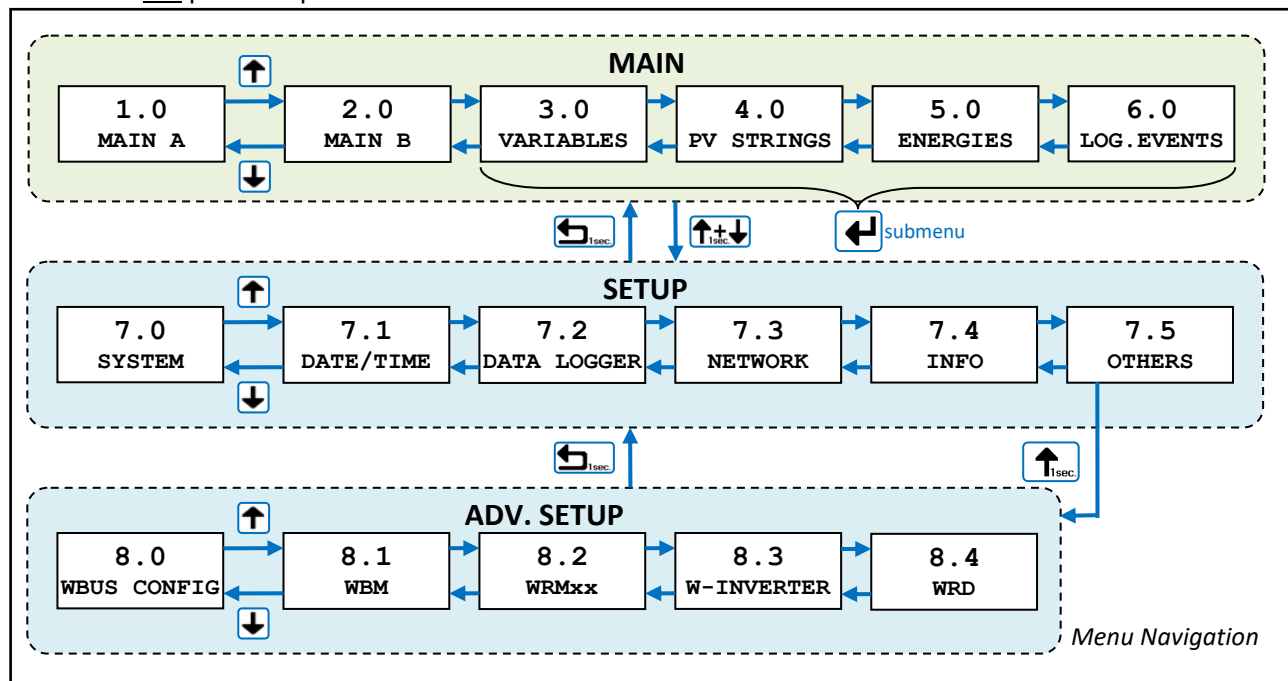 MAIN
1.0 2.0 3.0 4.0 5.0 6.0
MAIN A MAIN B VARIABLES PV STRINGS ENERGIES LOG.EVENTS
1sec. 1sec. + submenu
SETUP
7.0 7.1 7.2 7.3 7.4 7.5
SYSTEM DATE/TIME DATA LOGGER NETWORK INFO OTHERS
1sec. 1sec.
ADV. SETUP
8.0 8.1 8.2 8.3 8.4
WBUS CONFIG WBM WRMxx W-INVERTER WRD
Menu Navigation